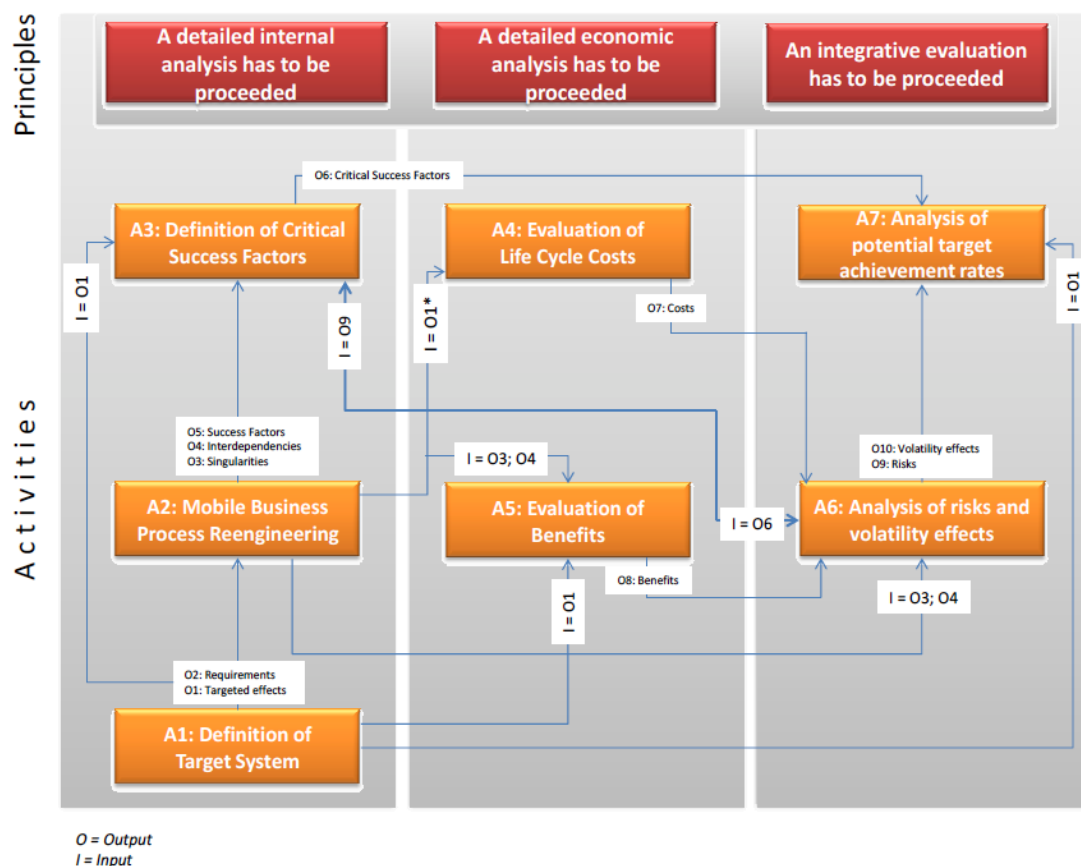 Principles
A detailed internal
analysis has to be
proceeded
A detailed economic
analysis has to be
proceeded
An integrative evaluation
has to be proceeded
Activities
O6: Critical Success Factors
A3: Definition of Critical
Success Factors
A4: Evaluation of
Life Cycle Costs
A7: Analysis of
potential target
achievement rates
I = O1
I = O9
I = O1*
O7: Costs
I = O1
O5: Success Factors
O4: Interdependencies
O3: Singularities
I = O3; O4
O10: Volatility effects
O9: Risks
A2: Mobile Business
Process Reengineering
A5: Evaluation of
Benefits
I = O6
A6: Analysis of risks and
volatility effects
O8: Benefits
I = O1
I = O3; O4
O2: Requirements
O1: Targeted effects
A1: Definition of
Target System
O = Output
I = Input